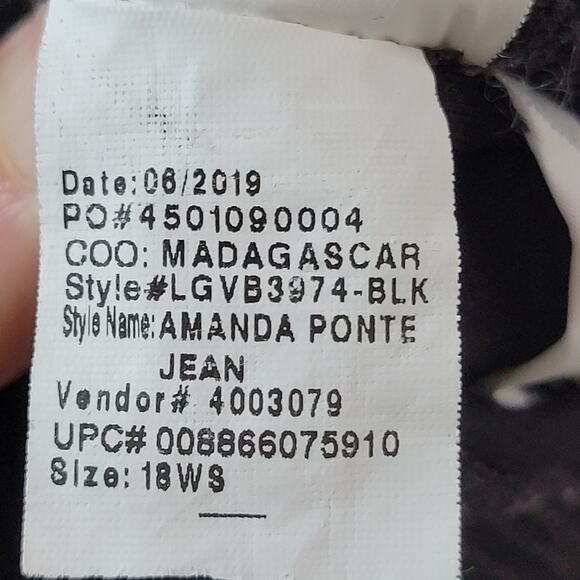 Date:06/2019
PO#4501090004
COO: MADAGASCAR
Style#LGVB3974-BLK
Style Name: AMANDA PONTE
JEAN
Vendor# 4003079
UPC# 008866075910
Size: 18WS